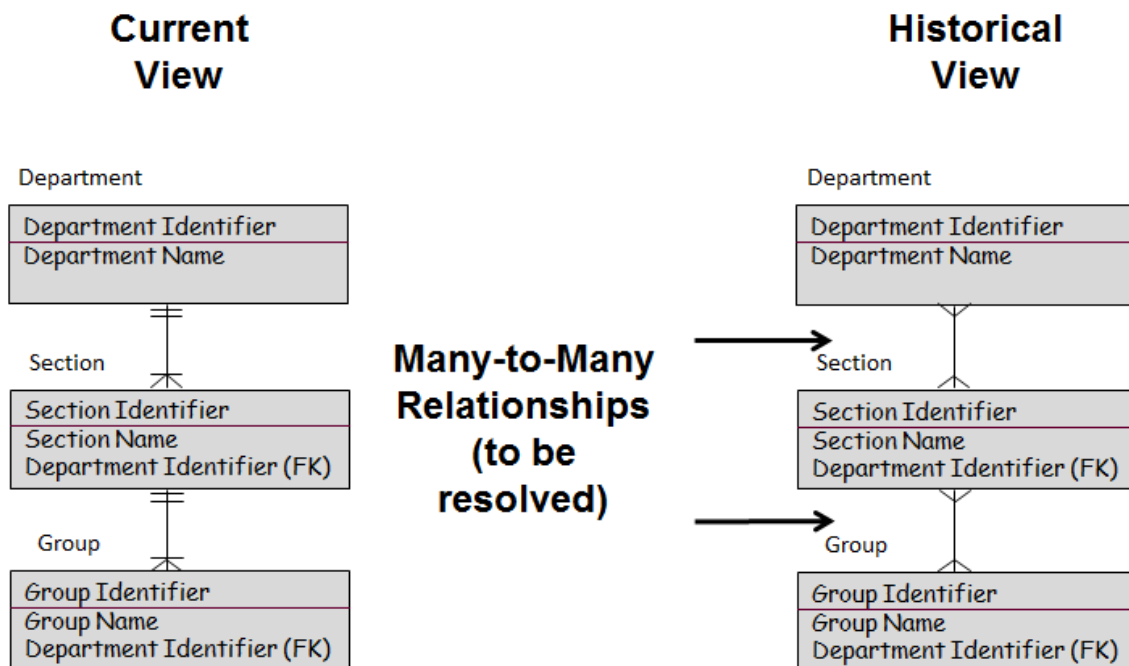 Current
View
Historical
View
Department
Department Identifier
Department Name
Section
Section Identifier
Section Name
Department Identifier (FK)
Group
Group Identifier
Group Name
Department Identifier (FK)
Many-to-Many
Relationships
(to be
resolved)
Department
Department Identifier
Department Name
Section
Section Identifier
Section Name
Department Identifier (FK)
Group
Group Identifier
Group Name
Department Identifier (FK)